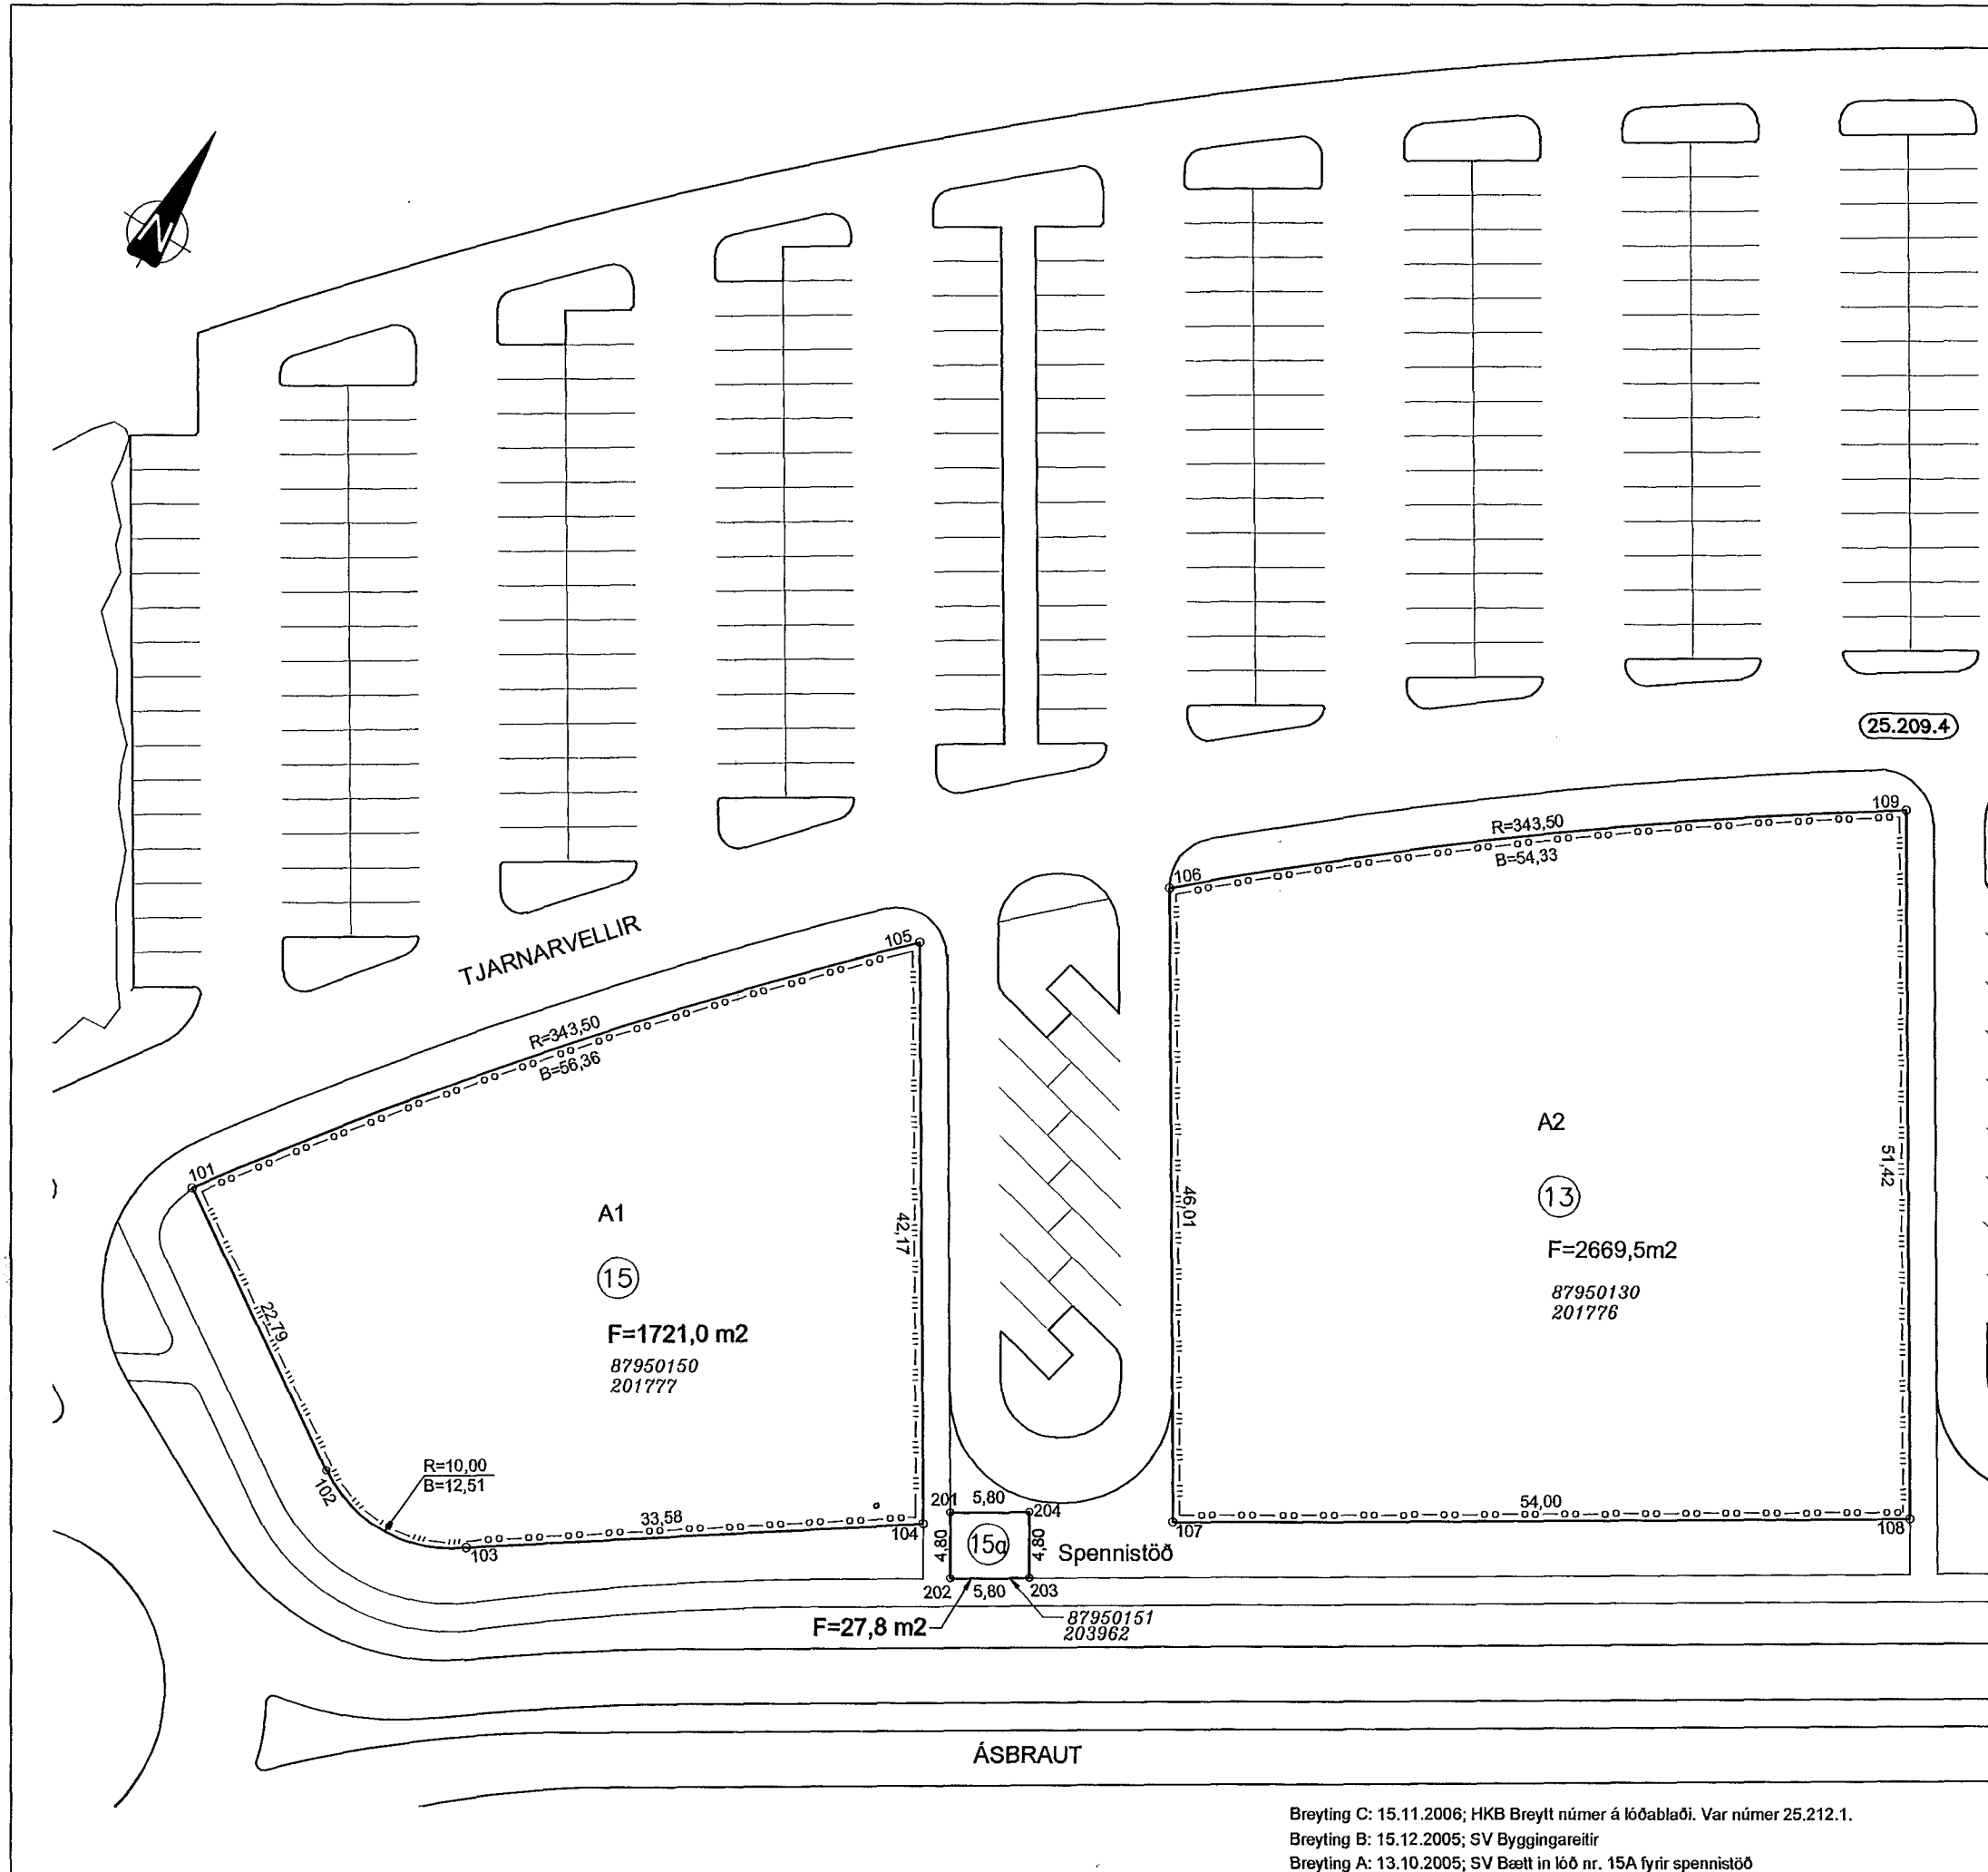 N
25.209.4
109
R=343,50
B=54,33
106
105
TJARNARVELLIR
R=343,50
B=56,36
101
A2
51,42
46,01
13
A1
42,17
F=2669,5m2
15
87950130
201776
22,79
F=1721,0 m2
87950150
201777
R=10,00
B=12,51
102
201
5,80
204
54,00
33,58
104
107
108
103
4,80
15a
4,80
Spennistöð
202
5,80
203
F=27,8 m2
87950151
203962
ÁSBRAUT
Breyting C: 15.11.2006; HKB Breytt númer á lóðablaði. Var númer 25.212.1.
Breyting B: 15.12.2005; SV Byggingareitir
Breyting A: 13.10.2005; SV Bætt in lóð nr. 15A fyrir spennistöð